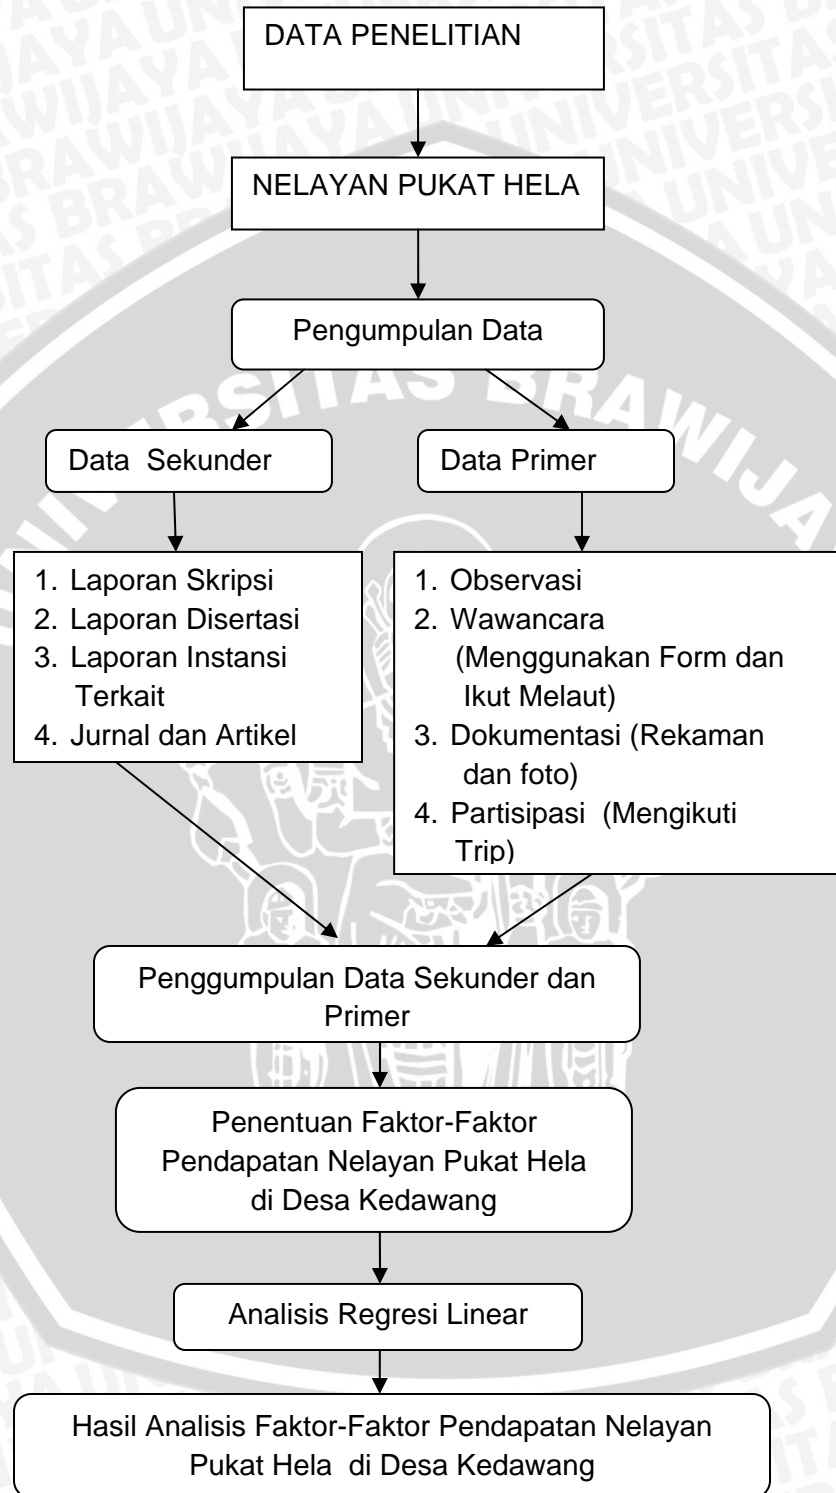 DATA PENELITIAN
NELAYAN PUKAT HELA
Pengumpulan Data
Data Sekunder
Data Primer
1. Laporan Skripsi
2. Laporan Disertasi
3. Laporan Instansi
Terkait
4. Jurnal dan Artikel
1. Observasi
2. Wawancara
(Menggunakan Form dan
Ikut Melaut)
3. Dokumentasi (Rekaman
dan foto)
4. Partisipasi (Mengikuti
Trip)
Penggumpulan Data Sekunder dan
Primer
Penentuan Faktor-Faktor
Pendapatan Nelayan Pukat Hela
di Desa Kedawang
Analisis Regresi Linear
Hasil Analisis Faktor-Faktor Pendapatan Nelayan
Pukat Hela di Desa Kedawang